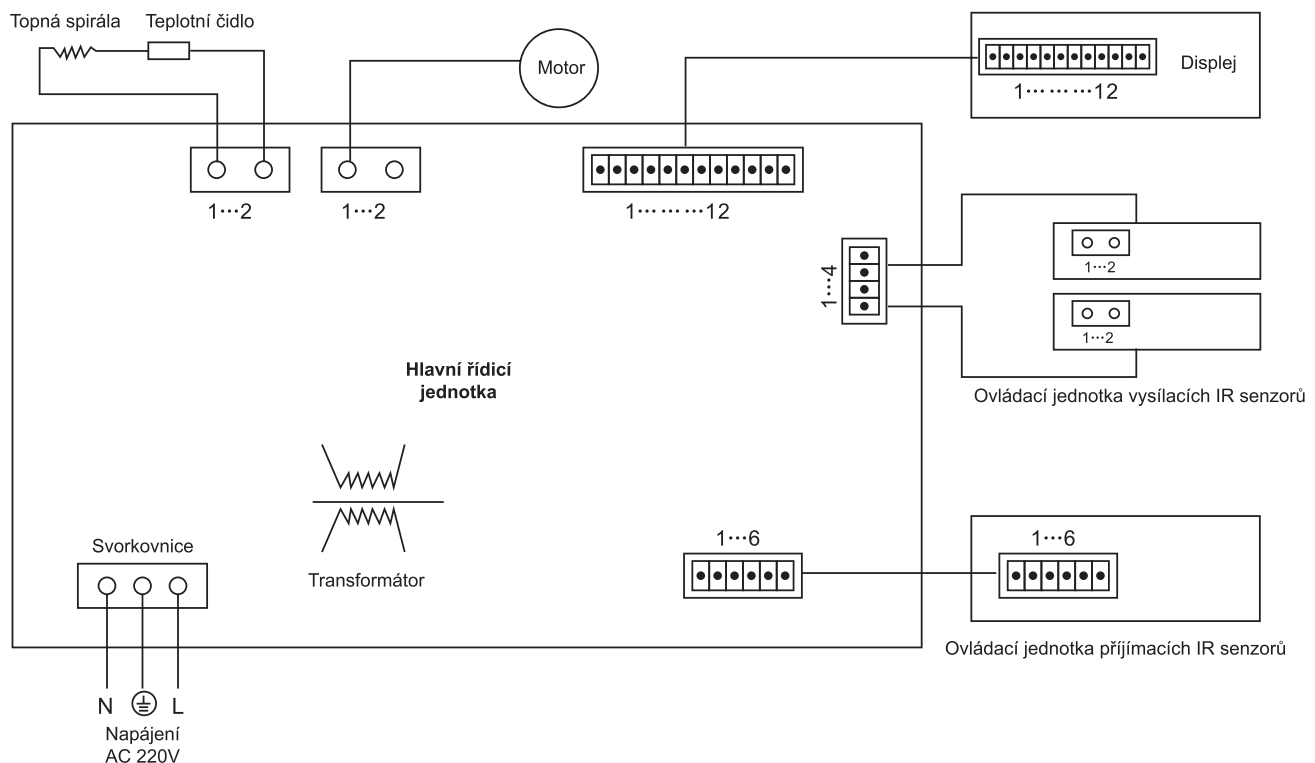 Topná spirála
Teplotní čidlo
Motor
Displej
1··· ··· ···12
1···2
1···2
1··· ··· ···12
1···4
1···2
1···2
Ovládací jednotka vysílacích IR senzorů
Hlavní řídicí
jednotka
Transformátor
Svorkovnice
1···6
1···6
Ovládací jednotka příjímacích IR senzorů
N
L
Napájení
AC 220V